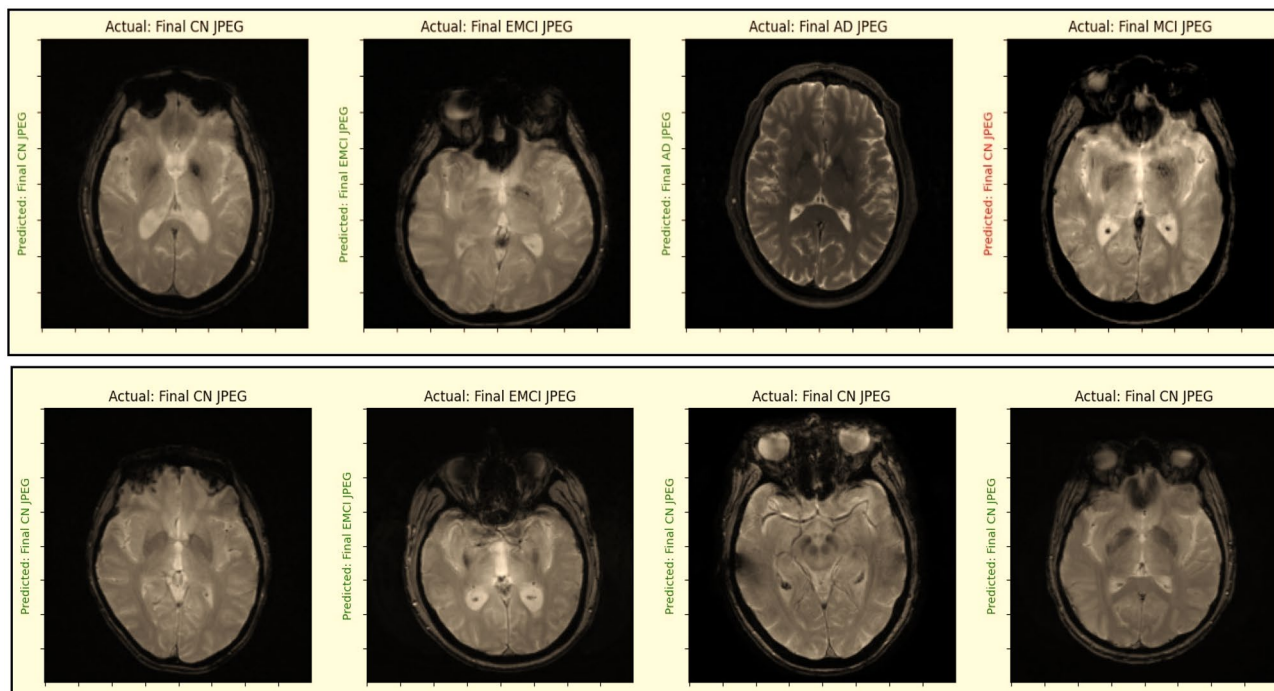 Actual: Final CN JPEG
Predicted: Final CN JPEG
Actual: Final EMCI JPEG
Predicted: Final EMCI JPEG
Actual: Final AD JPEG
Predicted: Final AD JPEG
Actual: Final MCI JPEG
Predicted: Final CN JPEG
Actual: Final CN JPEG
Predicted: Final CN JPEG
Actual: Final EMCI JPEG
Predicted: Final EMCI JPEG
Actual: Final CN JPEG
Predicted: Final CN JPEG
Actual: Final CN JPEG
Predicted: Final CN JPEG